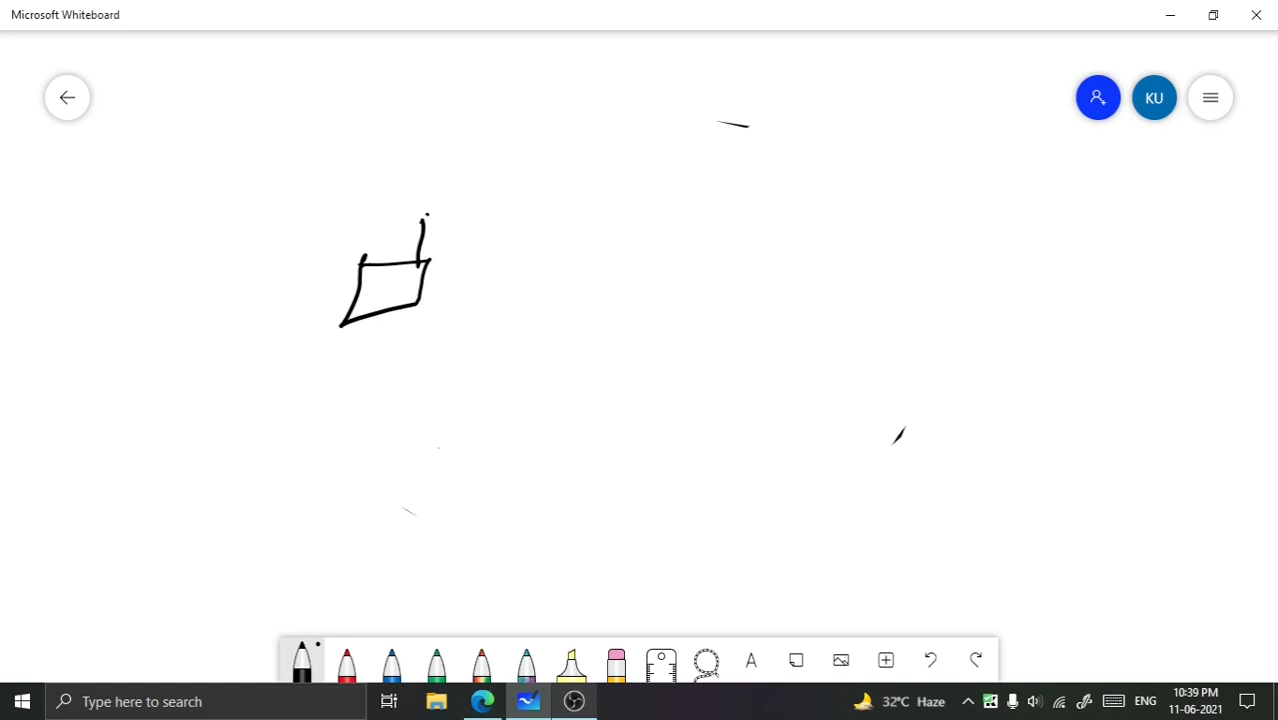 Microsoft Whiteboard
KU
A
Type here to search
32°C Haze
ENG
10:39 PM
11-06-2021